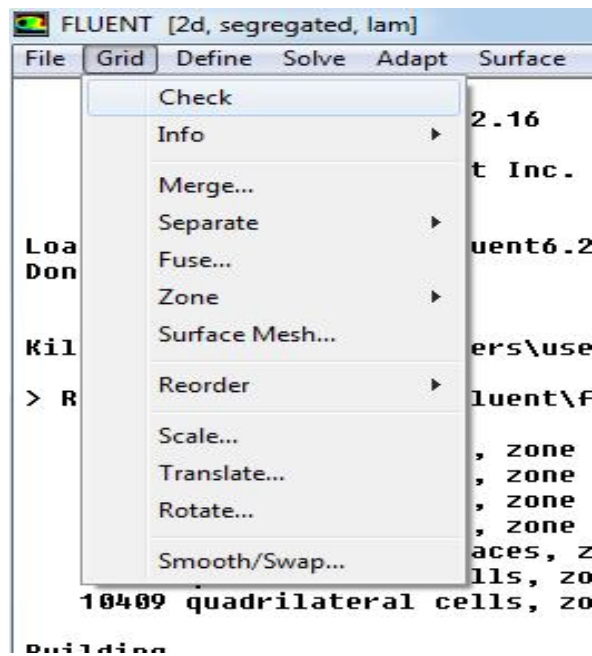 FLUENT [2d, segregated, lam]
File Grid Define Solve Adapt Surface
Check
2.16
Info
t Inc.
Merge...
Separate
Loa
uent6.2
Fuse...
Don
Zone
Surface Mesh...
Kil
ers\use
Reorder
> R
luent\f
Scale...
, zone
Translate...
, zone
Rotate...
, zone
, zone
Smooth/Swap...
aces, z
lls, zo
10409 quadrilateral cells, zo
Building